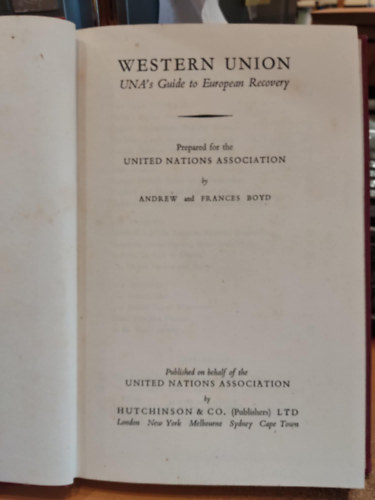 WESTERN UNION
UNA's Guide to European Recovery
Prepared for the
UNITED NATIONS ASSOCIATION
by
ANDREW and FRANCES BOYD
Published on behalf of the
UNITED NATIONS ASSOCIATION
by
HUTCHINSON & CO. (Publishers) LTD
London New York Melbourne Sydney Cape Town